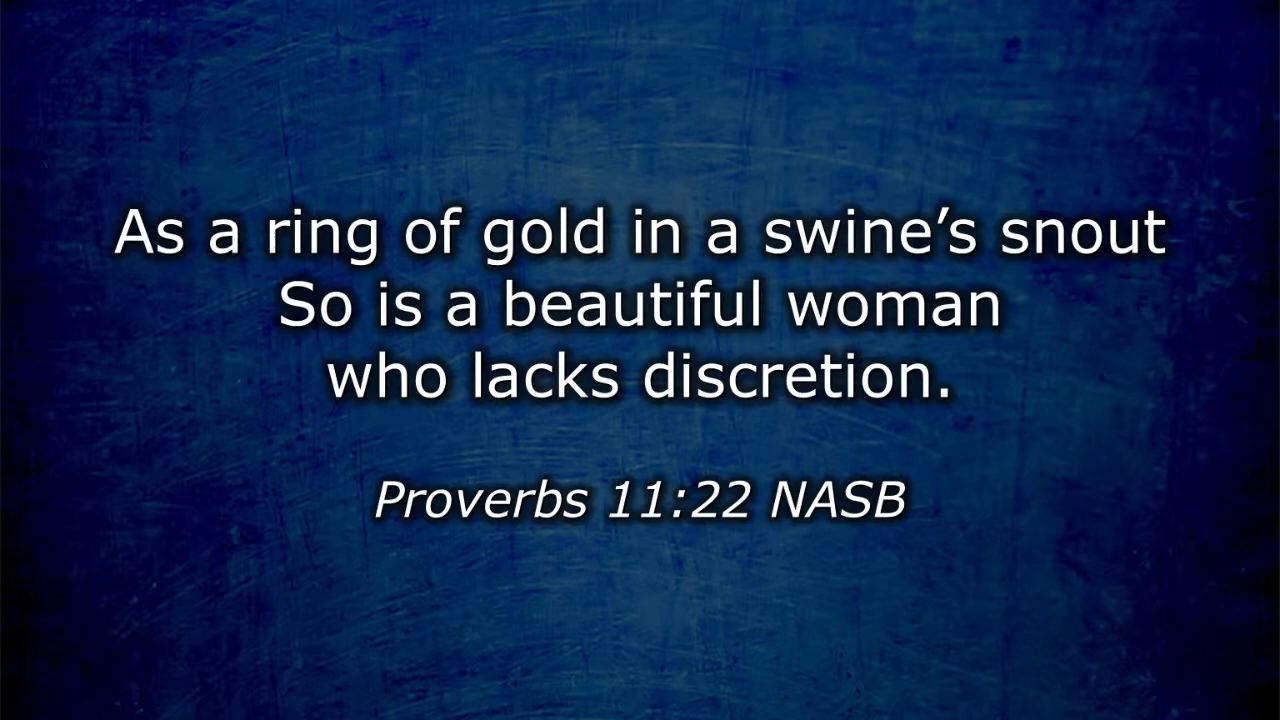 As a ring of gold in a swine’s snout
So is a beautiful woman
who lacks discretion.
Proverbs 11:22 NASB